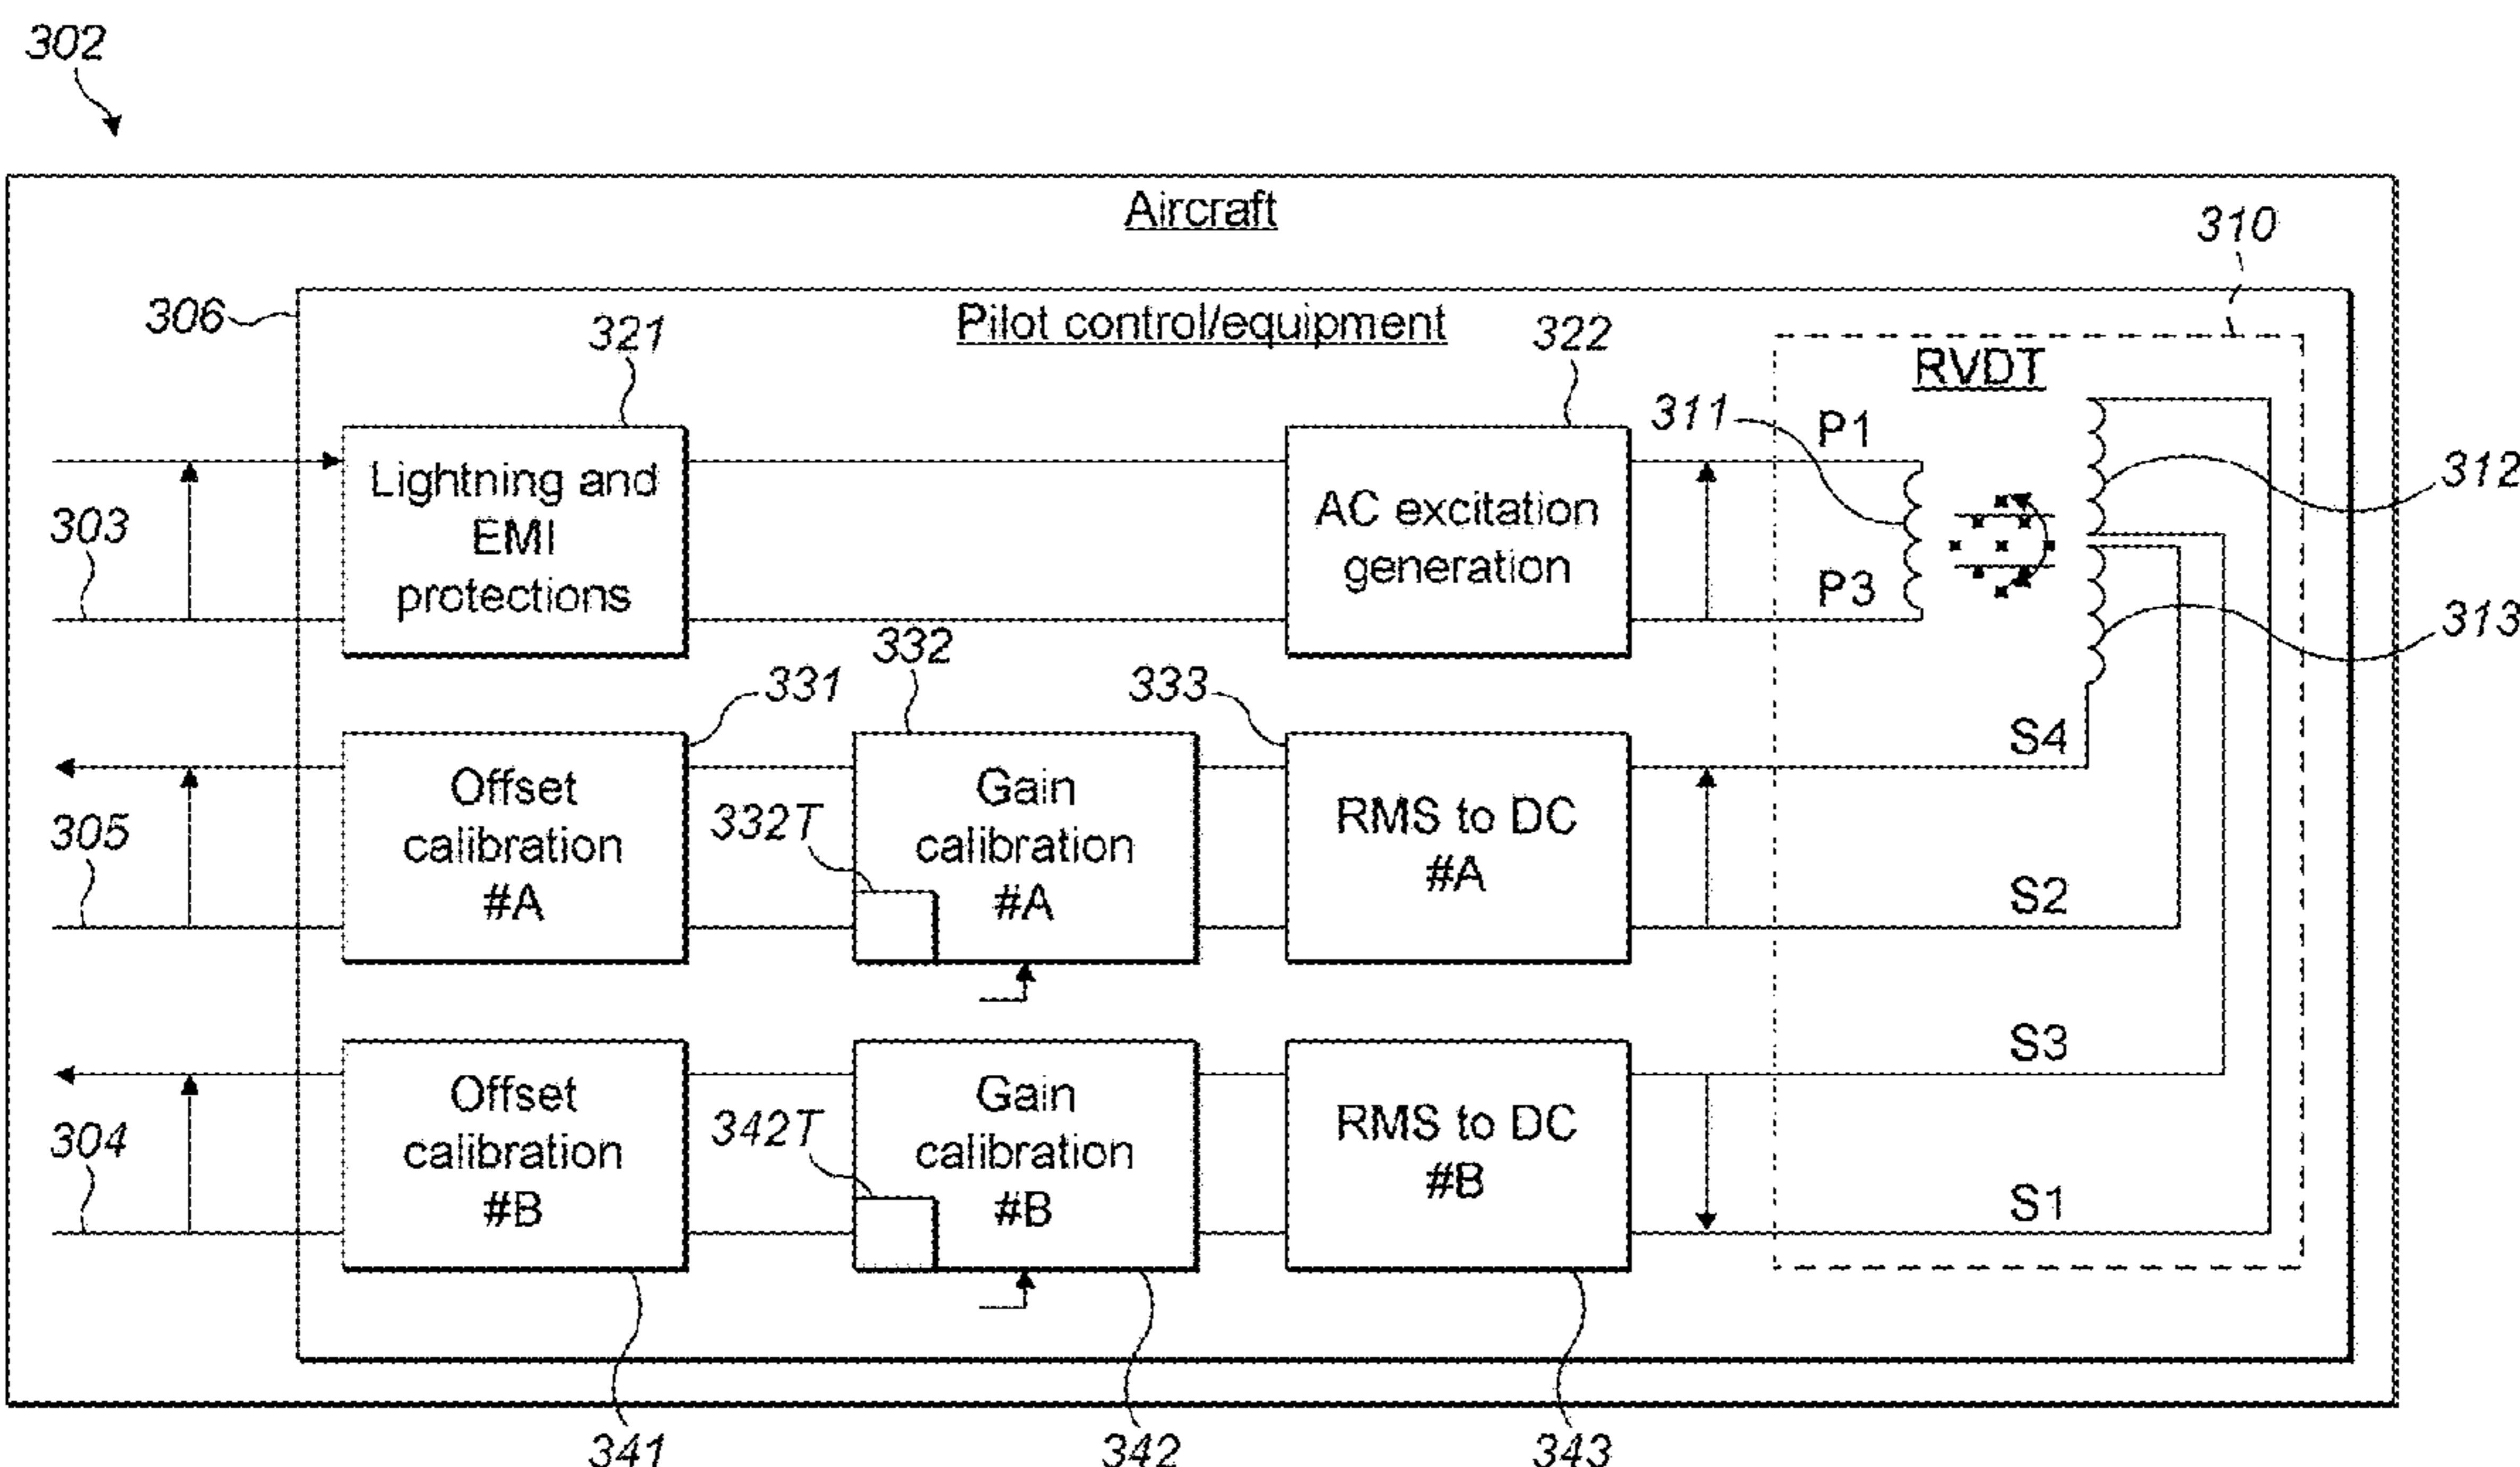 302
Aircraft
310
306
Pilot control/equipment
321
322
RVDT
311
P1
312
Lightning and
EMI
protections
AC excitation
generation
303
P3
313
332
331
333
S4
Offset
calibration
#A
332T
Gain
calibration
#A
RMS to DC
#A
305
S2
S3
Offset
calibration
#B
342T
Gain
calibration
#B
RMS to DC
#B
304
S1
341
342
343